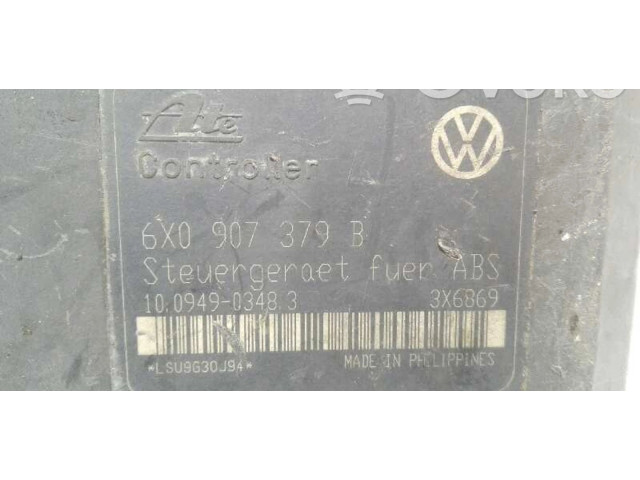 Ate
Controller
6X0 907 379 B
Steuergeraet fuer ABS
10.0949-0348.3 3X6869
*LSU9G30J94*
MADE IN PHILIPPINES